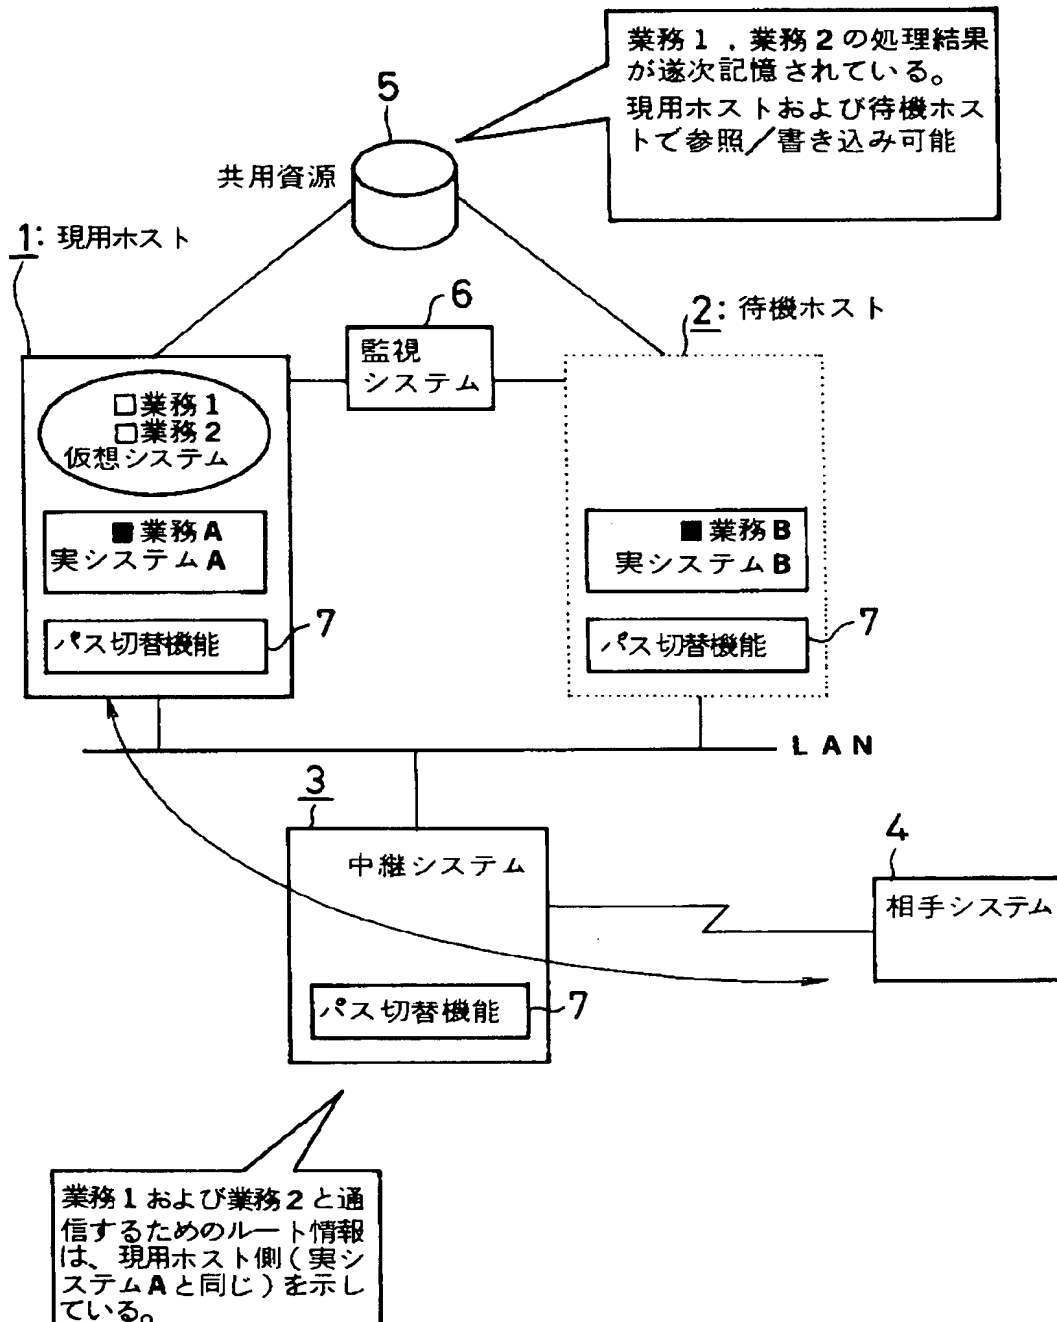 業務1，業務2の処理結果
が逐次記憶されている。
現用ホストおよび待機ホス
トで参照／書き込み可能
5
共用資源
1:現用ホスト
6
2:待機ホスト
監視
システム
□業務1
□業務2
仮想システム
■業務A
実システムA
■業務B
実システムB
パス切替機能
7
パス切替機能
7
LAN
3
中継システム
4
相手システム
パス切替機能
7
業務1および業務2と通
信するためのルート情報
は、現用ホスト側(実シ
ステムAと同じ)を示し
ている。